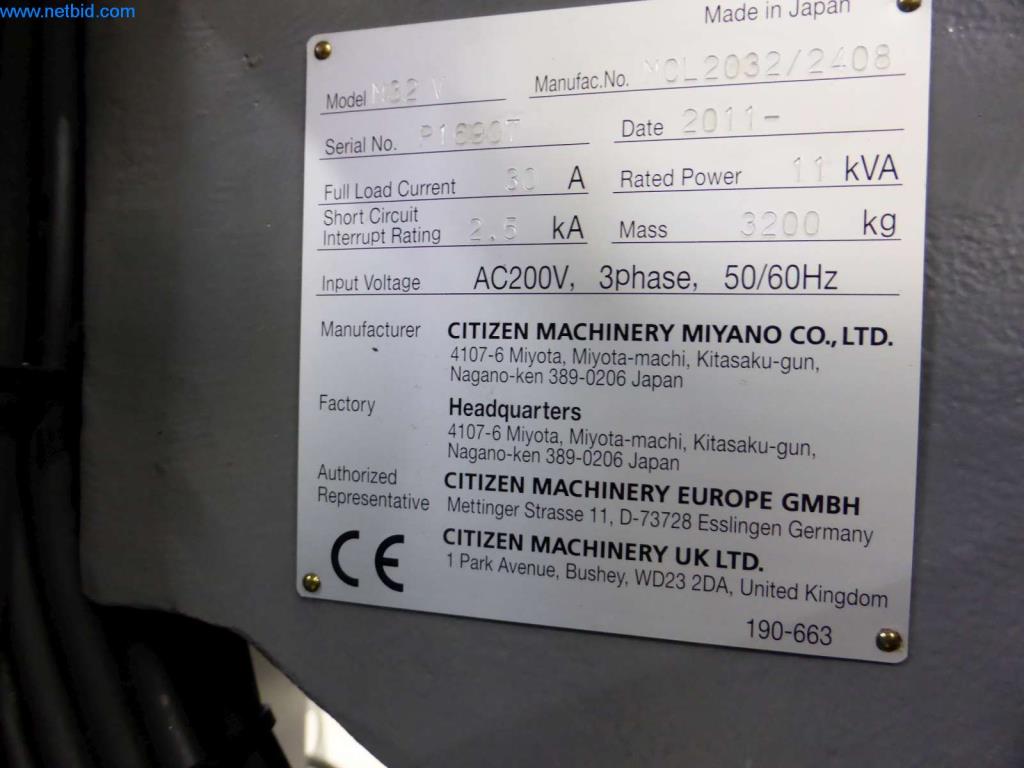 www.netbid.com
Made in Japan
Model M32 V Manufac.No. MCL2032/2408
Serial No. P1690T Date 2011-
Full Load Current 30 A Rated Power 11 kVA
Short Circuit
Interrupt Rating 2.5 kA Mass 3200 kg
Input Voltage AC200V, 3phase, 50/60Hz
Manufacturer CITIZEN MACHINERY MIYANO CO., LTD.
4107-6 Miyota, Miyota-machi, Kitasaku-gun,
Nagano-ken 389-0206 Japan
Factory Headquarters
4107-6 Miyota, Miyota-machi, Kitasaku-gun,
Nagano-ken 389-0206 Japan
Authorized
Representative CITIZEN MACHINERY EUROPE GMBH
Mettinger Strasse 11, D-73728 Esslingen Germany
CITIZEN MACHINERY UK LTD.
1 Park Avenue, Bushey, WD23 2DA, United Kingdom
CE
190-663